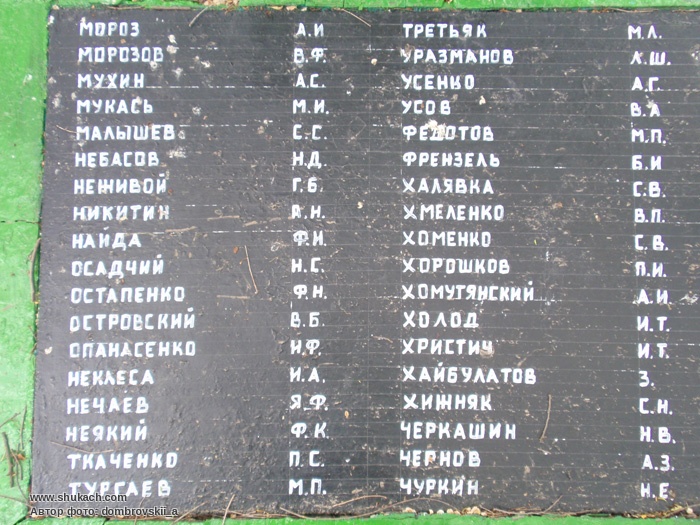 МОРОЗ А.И
МОРОЗОВ В.Ф.
МУХИН А.С.
МУКАСЬ М.И.
МАЛЫШЕВ С.С.
НЕБАСОВ Н.Д.
НЕЖИВОЙ Г.Б.
НИКИТИН А.Н.
НАЙДА Ф.И.
ОСАДЧИЙ Н.С.
ОСТАПЕНКО Ф.Н.
ОСТРОВСКИЙ В.Б.
ОПАНАСЕНКО И.Ф.
НЕКЛЕСА И.А.
НЕЧАЕВ Я.Ф.
НЕЯКИЙ Ф.К.
ТКАЧЕНКО П.С.
ТУРГАЕВ М.П.
ТРЕТЬЯК М.Л.
УРАЗМАНОВ Л.Ш.
УСЕНКО А.Г.
УСОВ В.А
ФЕДОТОВ М.П.
ФРЕНЗЕЛЬ Б.И
ХАЛЯВКА С.В.
ХМЕЛЕНКО В.П.
ХОМЕНКО С.В.
ХОРОШКОВ П.И.
ХОМУТЯНСКИЙ А.И.
ХОЛОД И.Т.
ХРИСТИЧ И.Т.
ХАЙБУЛАТОВ З.
ХИЖНЯК С.Н.
ЧЕРКАШИН Н.В.
ЧЕРНОВ А.З.
ЧУРКИН Н.Е
www.shukach.com
Автор фото: dombrovskii_a